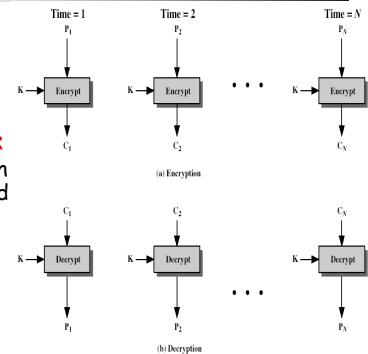 Time = 1 Time = 2 Time = N
P1 P2 PN
K Encrypt K Encrypt • • • K Encrypt
C1 C2 CN
(a) Encryption
C1 C2 CN
K Decrypt K Decrypt K Decrypt
• • •
P1 P2 PN
(b) Decryption